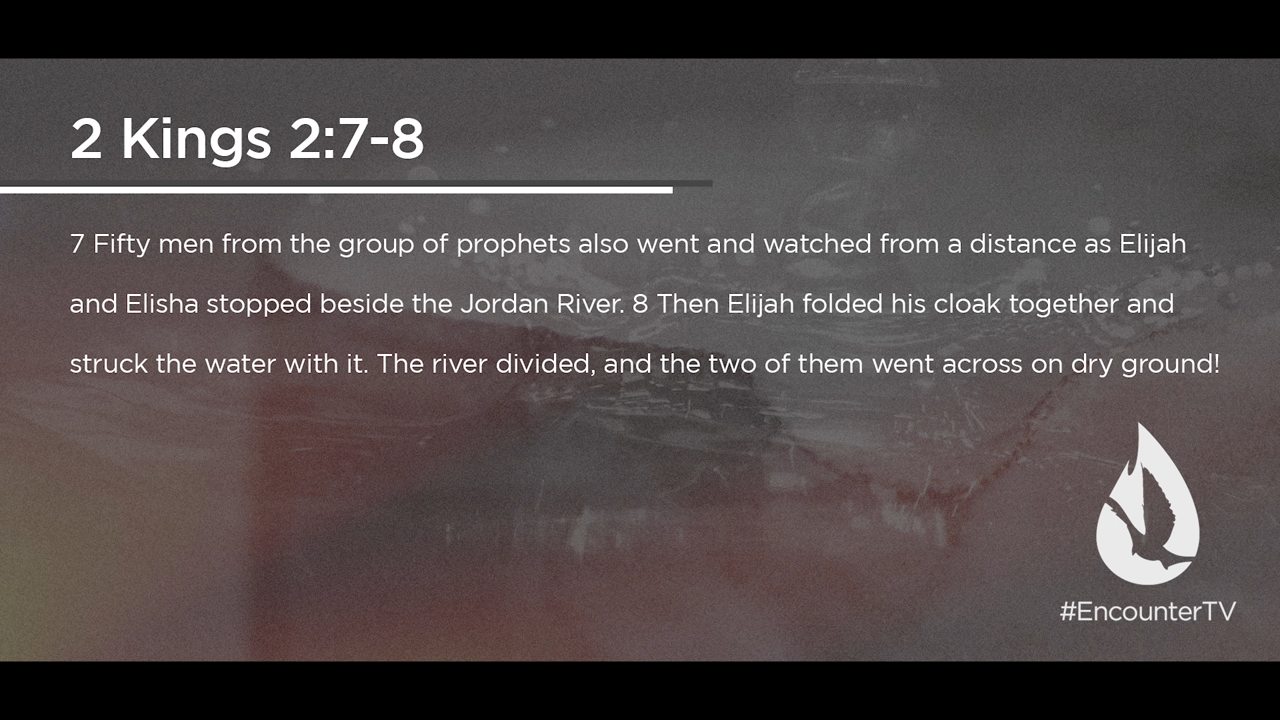 2 Kings 2:7-8
7 Fifty men from the group of prophets also went and watched from a distance as Elijah
and Elisha stopped beside the Jordan River. 8 Then Elijah folded his cloak together and
struck the water with it. The river divided, and the two of them went across on dry ground!
#EncounterTV